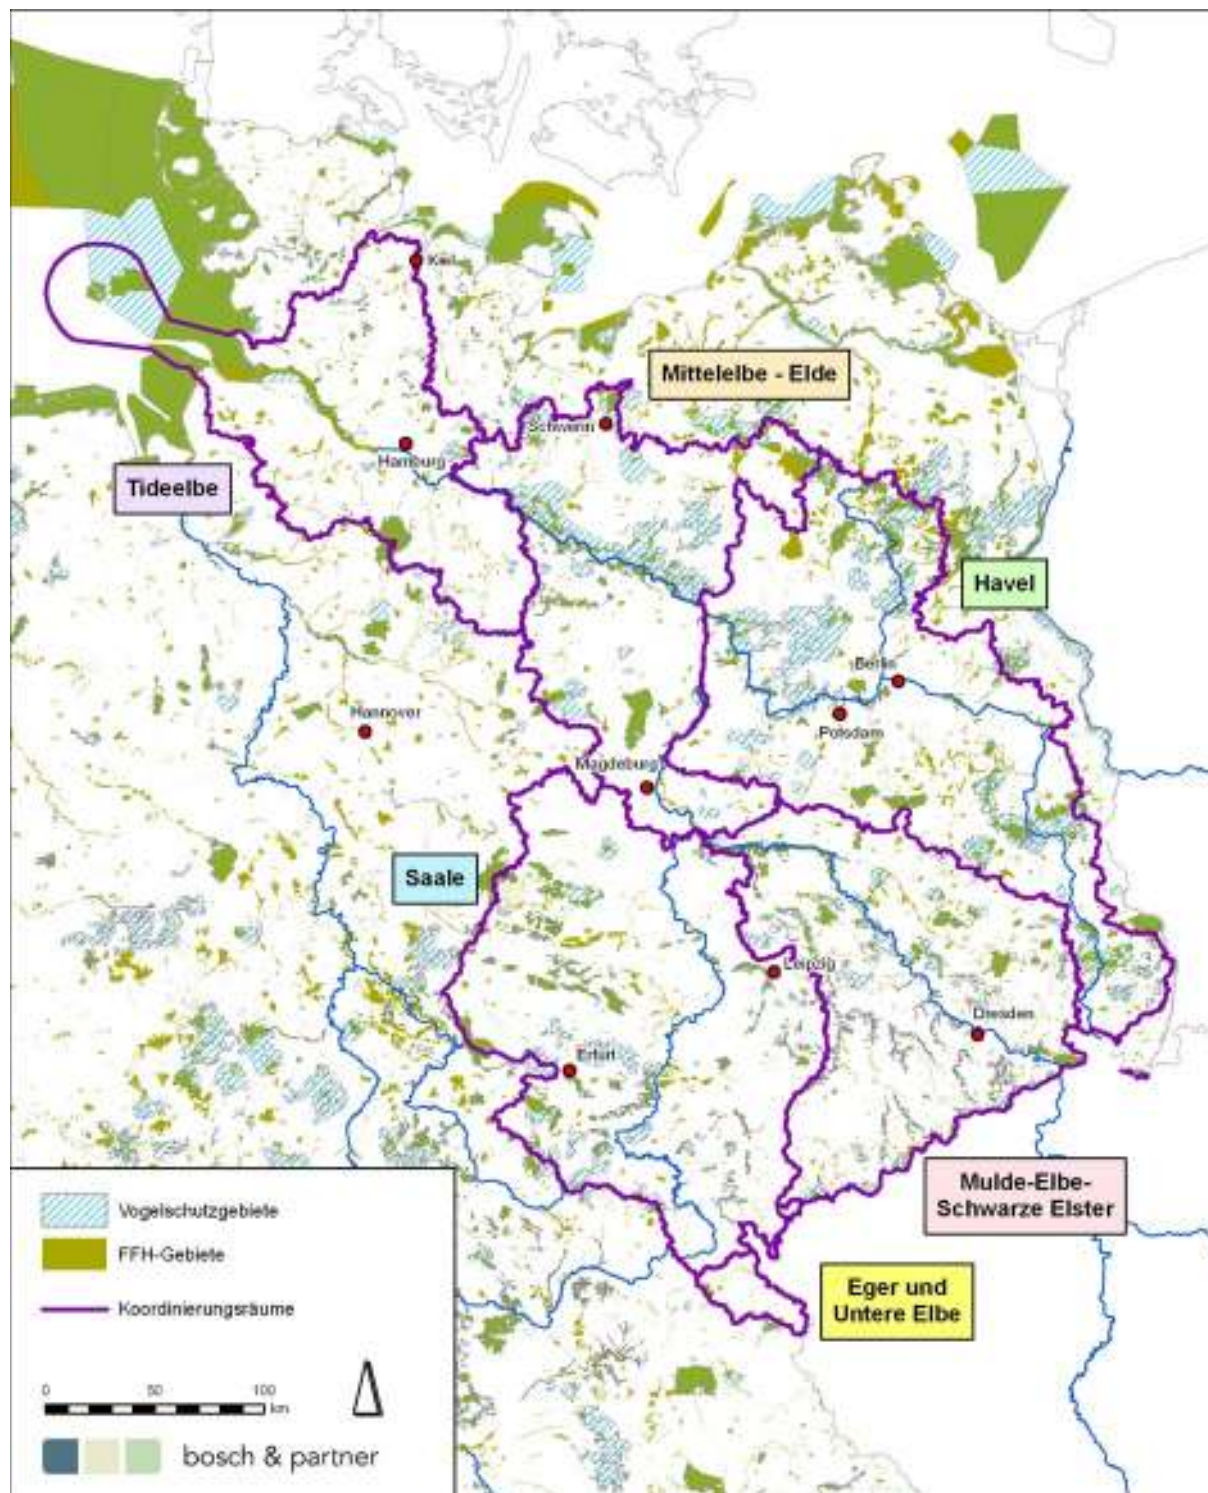 Kiel
Mittelelbe - Elde
Schwerin
Hamburg
Tideelbe
Havel
Berlin
Hannover
Potsdam
Magdeburg
Saale
Leipzig
Dresden
Erfurt
Mulde-Elbe-
Schwarze Elster
Eger und
Untere Elbe
Vogelschutzgebiete
FFH-Gebiete
Koordinierungsräume
0 50 100
km
bosch & partner